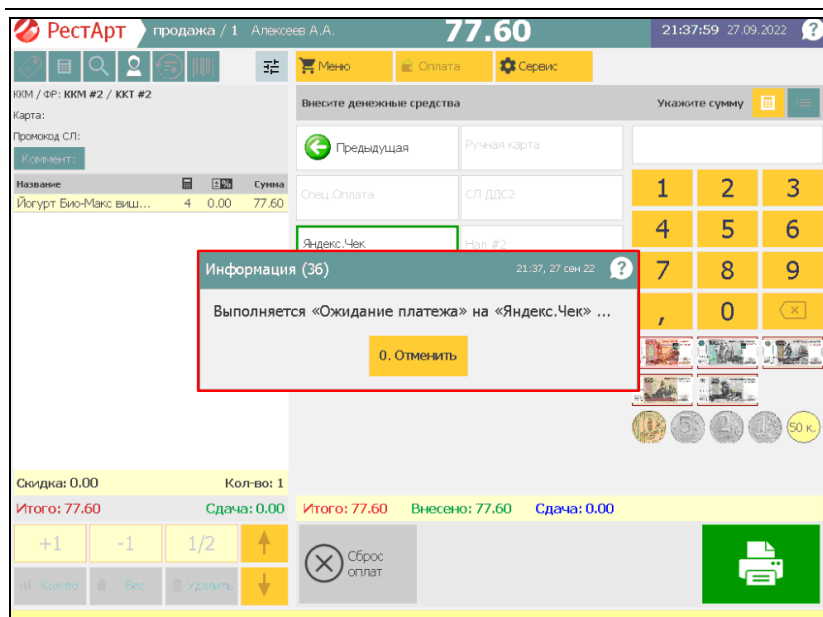 РестАрт продажа / 1 Алексеев А.А. 77.60 21:37:59 27.09.2022 ?
Меню Оплата Сервис
ККМ / ФР: ККМ #2 / ККТ #2
Карта:
Промокод СЛ:
Коммент:
Название ±% Сумма
Йогурт Био-Макс виш... 4 0.00 77.60
Внесите денежные средства Укажите сумму
Предыдущая Ручная карта
Спец.Оплата СЛ ДДС2
Яндекс.Чек Нал #2
1 2 3
4 5 6
7 8 9
, 0
Информация (36) 21:37, 27 сен 22 ?
Выполняется «Ожидание платежа» на «Яндекс.Чек» ...
0. Отменить
10 5 2 1 50 к.
Скидка: 0.00 Кол-во: 1
Итого: 77.60 Сдача: 0.00
Итого: 77.60 Внесено: 77.60 Сдача: 0.00
+1 -1 1/2
Кол-во Вес Удалить
Сброс
оплат